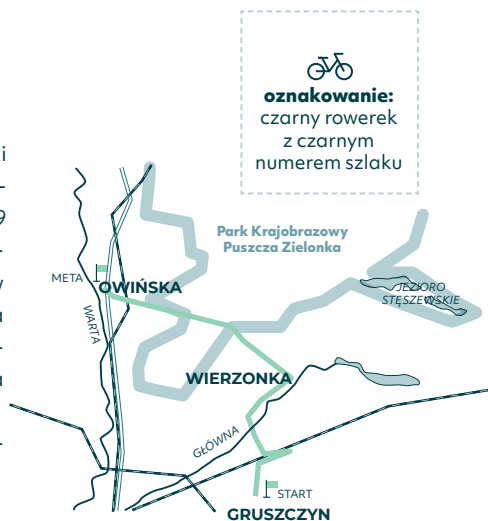 oznakowanie:
czarny rowerek
z czarnym
numerem szlaku
Park Krajobrazowy
Puszcza Zielonka
META
OWIŃSKA
JEZIORO
STĘSZEWSKIE
WARTA
WIERZONKA
GŁÓWNA
START
GRUSZCZYN